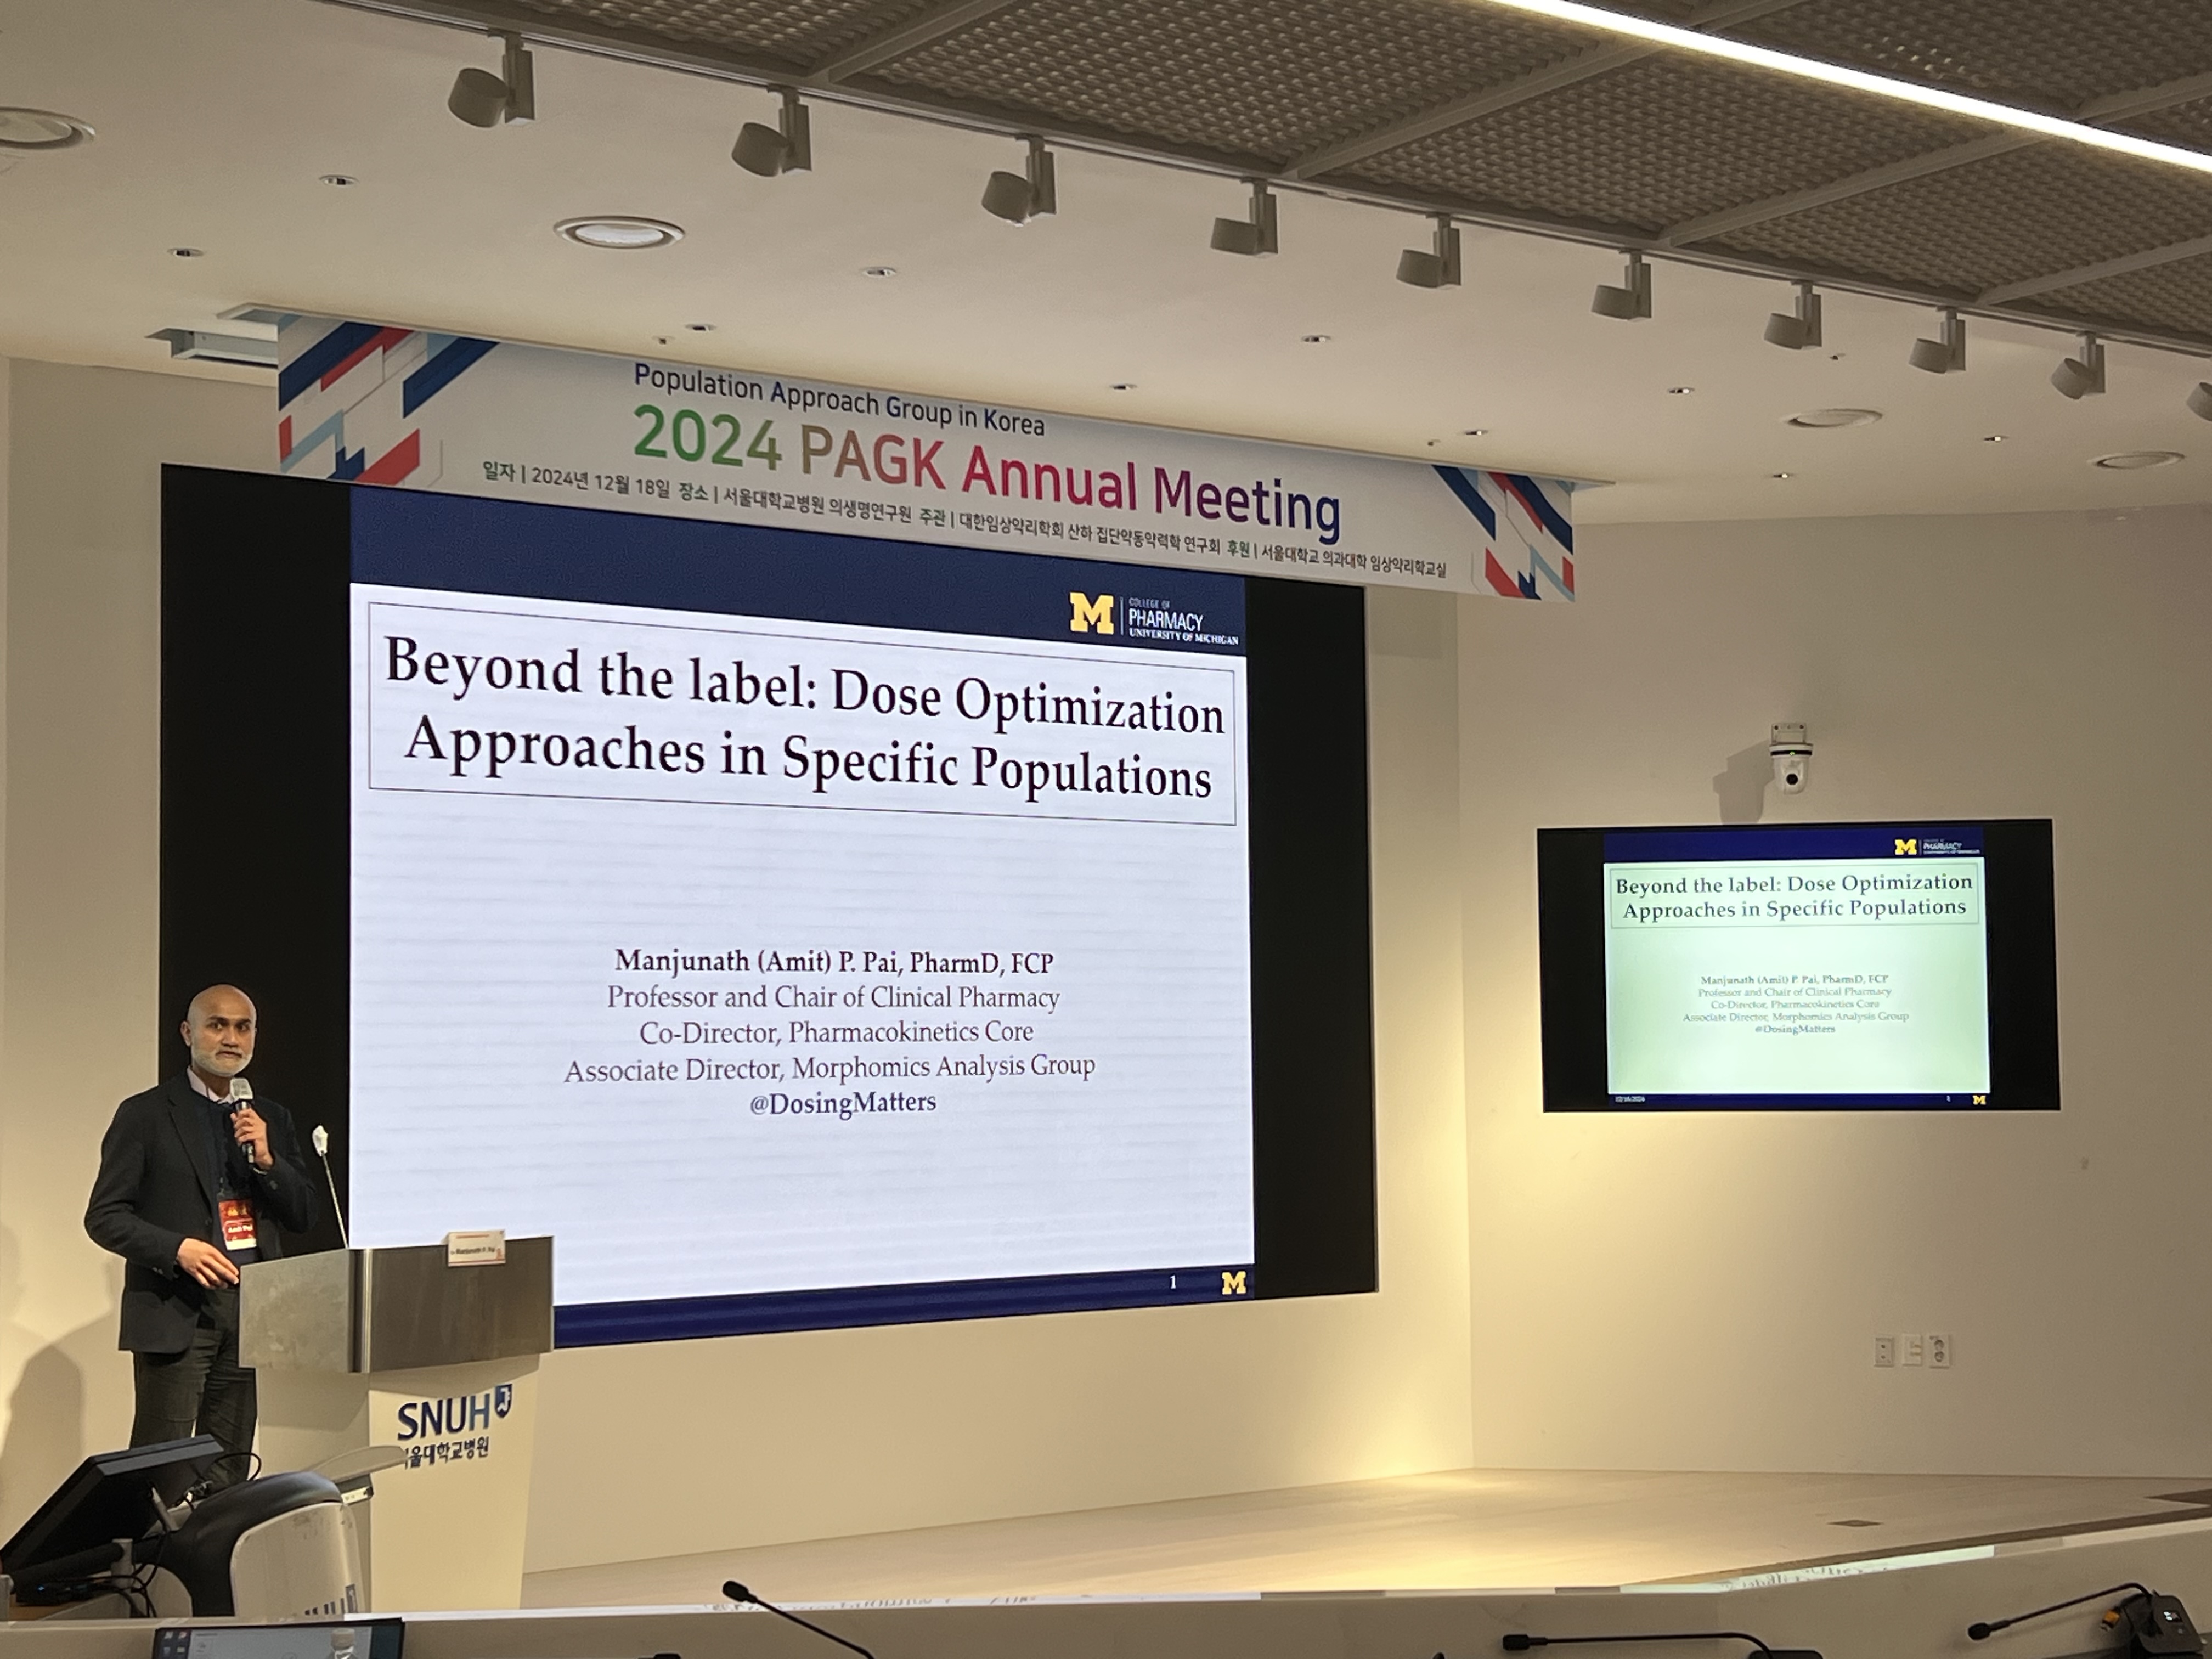 Population Approach Group in Korea
2024 PAGK Annual Meeting
일자 | 2024년 12월 18일 장소 | 서울대학교병원 의생명연구원 주관 | 대한임상약리학회 산하 집단약동약력학 연구회 후원 | 서울대학교 의과대학 임상약리학교실
M
COLLEGE OF
PHARMACY
UNIVERSITY OF MICHIGAN
Beyond the label: Dose Optimization
Approaches in Specific Populations
Manjunath (Amit) P. Pai, PharmD, FCP
Professor and Chair of Clinical Pharmacy
Co-Director, Pharmacokinetics Core
Associate Director, Morphomics Analysis Group
@DosingMatters
1
M
M
PHARMACY
Beyond the label: Dose Optimization
Approaches in Specific Populations
Manjunath (Amit) P. Pai, PharmD, FCP
Professor and Chair of Clinical Pharmacy
Co-Director, Pharmacokinetics Core
Associate Director, Morphomics Analysis Group
@DosingMatters
1
M
Amit Pai
Manjunath P. Pai
SNUH
울대학교병원